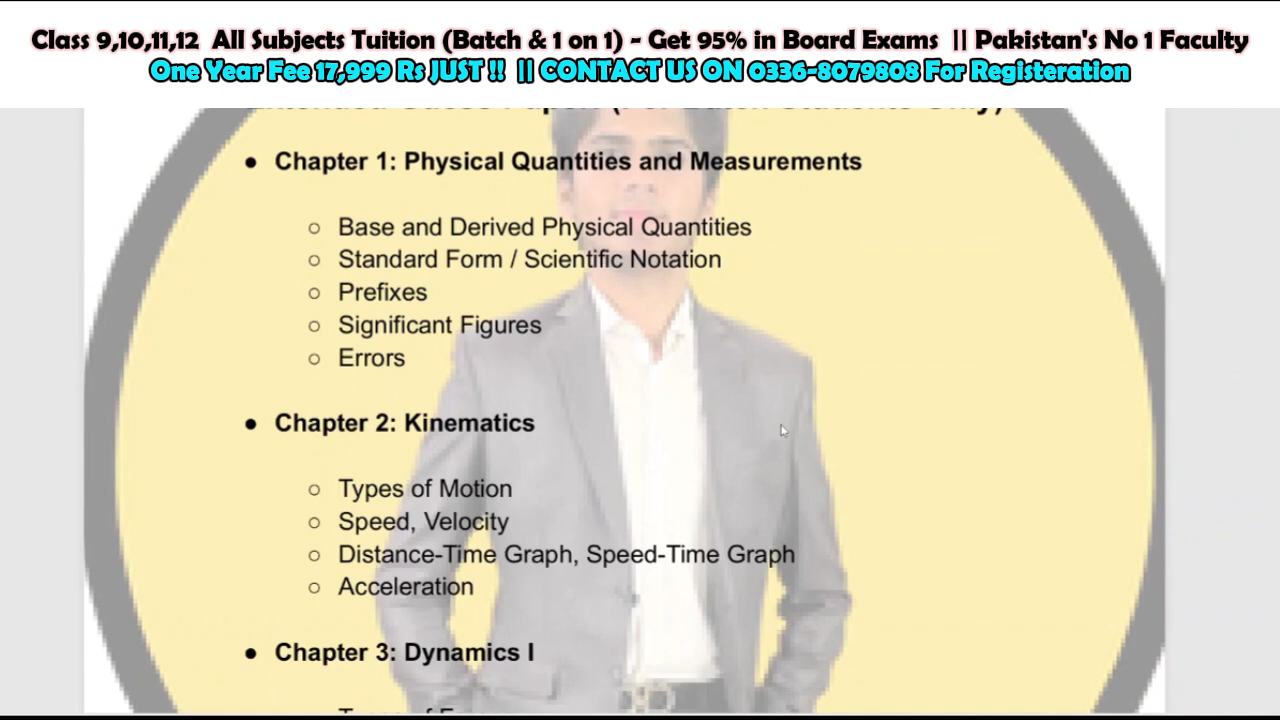 Class 9,10,11,12 All Subjects Tuition (Batch & 1 on 1) - Get 95% in Board Exams || Pakistan's No 1 Faculty
One Year Fee 17,999 Rs JUST !! || CONTACT US ON 0336-8079808 For Registeration
● Chapter 1: Physical Quantities and Measurements
○ Base and Derived Physical Quantities
○ Standard Form / Scientific Notation
○ Prefixes
○ Significant Figures
○ Errors
● Chapter 2: Kinematics
○ Types of Motion
○ Speed, Velocity
○ Distance-Time Graph, Speed-Time Graph
○ Acceleration
● Chapter 3: Dynamics I